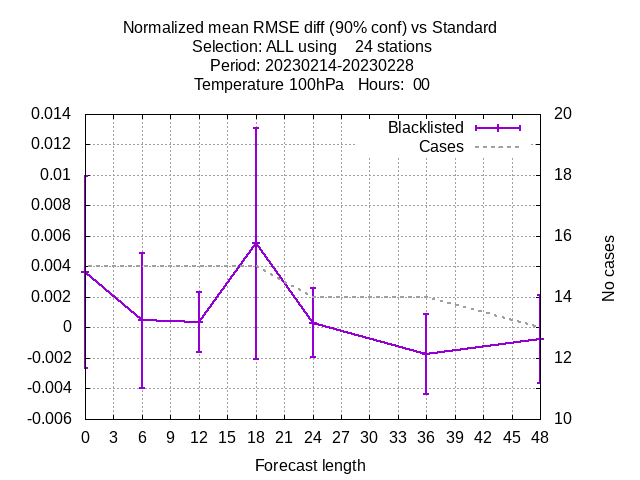 Normalized mean RMSE diff (90% conf) vs Standard
Selection: ALL using    24 stations
Period: 20230214-20230228
Temperature 100hPa   Hours:  00
0.014
0.012
0.01
0.008
0.006
0.004
0.002
0
-0.002
-0.004
-0.006
20
18
16
14
12
10
Blacklisted
Cases
No cases
0 3 6 9 12 15 18 21 24 27 30 33 36 39 42 45 48
Forecast length